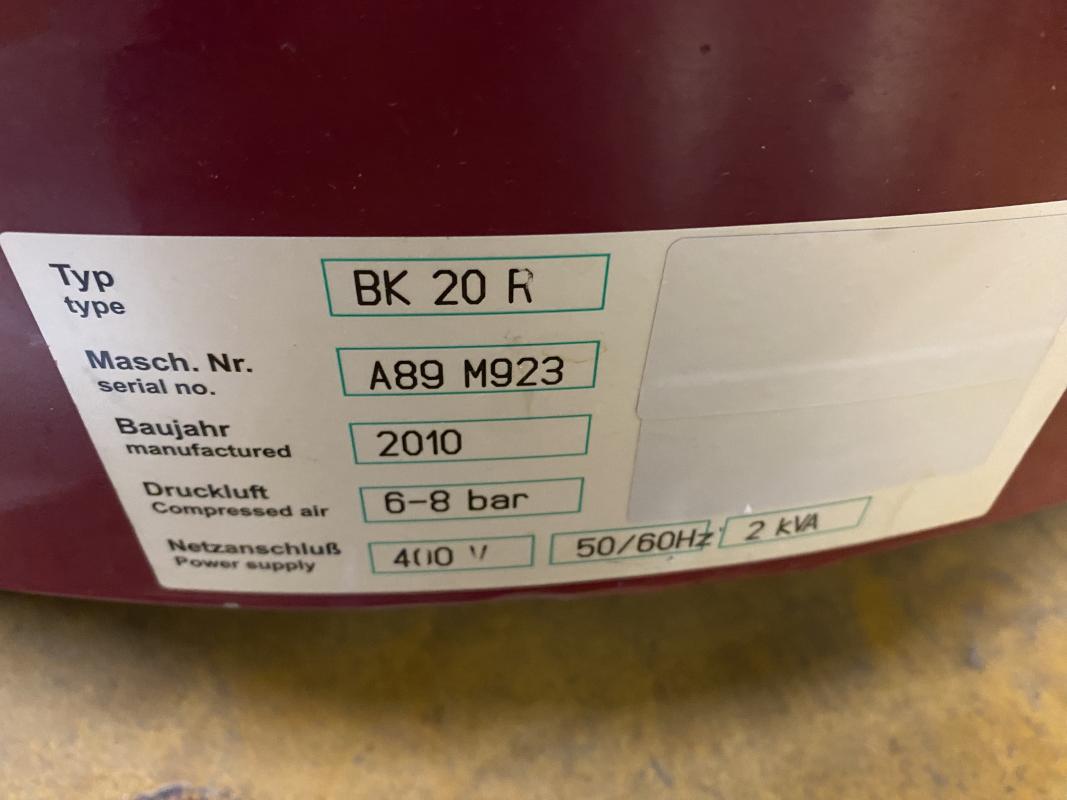 Typ BK 20 R
type
Masch. Nr. A89 M923
serial no.
Baujahr 2010
manufactured
Druckluft 6-8 bar
Compressed air
Netzanschluß 400 V 50/60Hz 2 kVA
Power supply